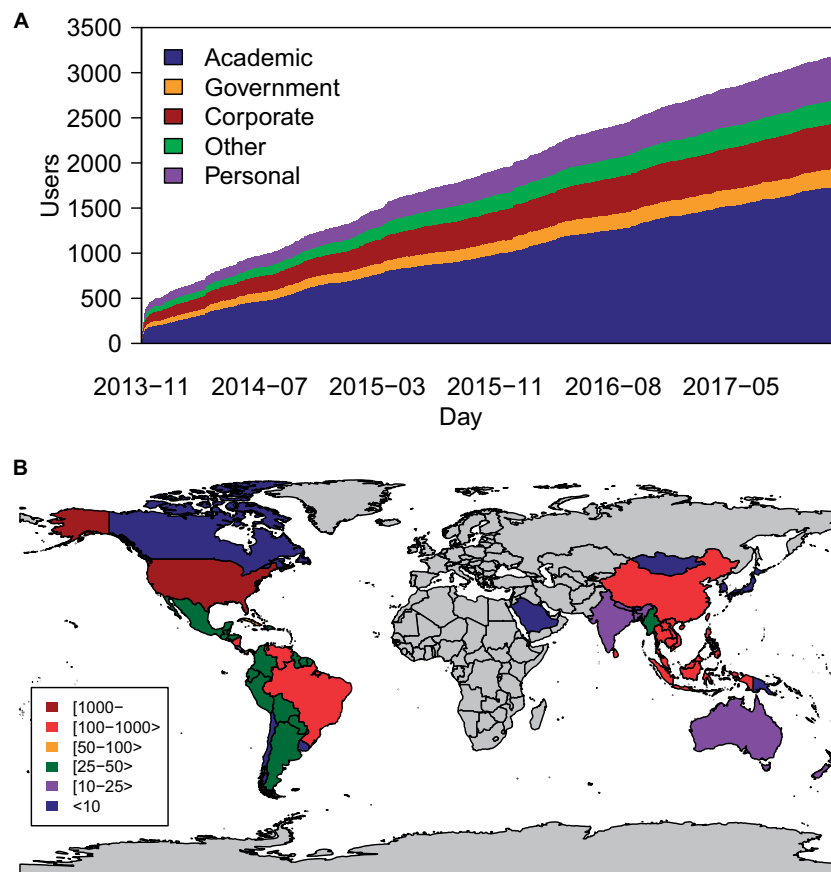 A
3500
3000
2500
2000
1500
1000
500
0
Users
Academic
Government
Corporate
Other
Personal
2013−11
2014−07
2015−03
2015−11
2016−08
2017−05
Day
B
[1000−
[100−1000>
[50−100>
[25−50>
[10−25>
<10